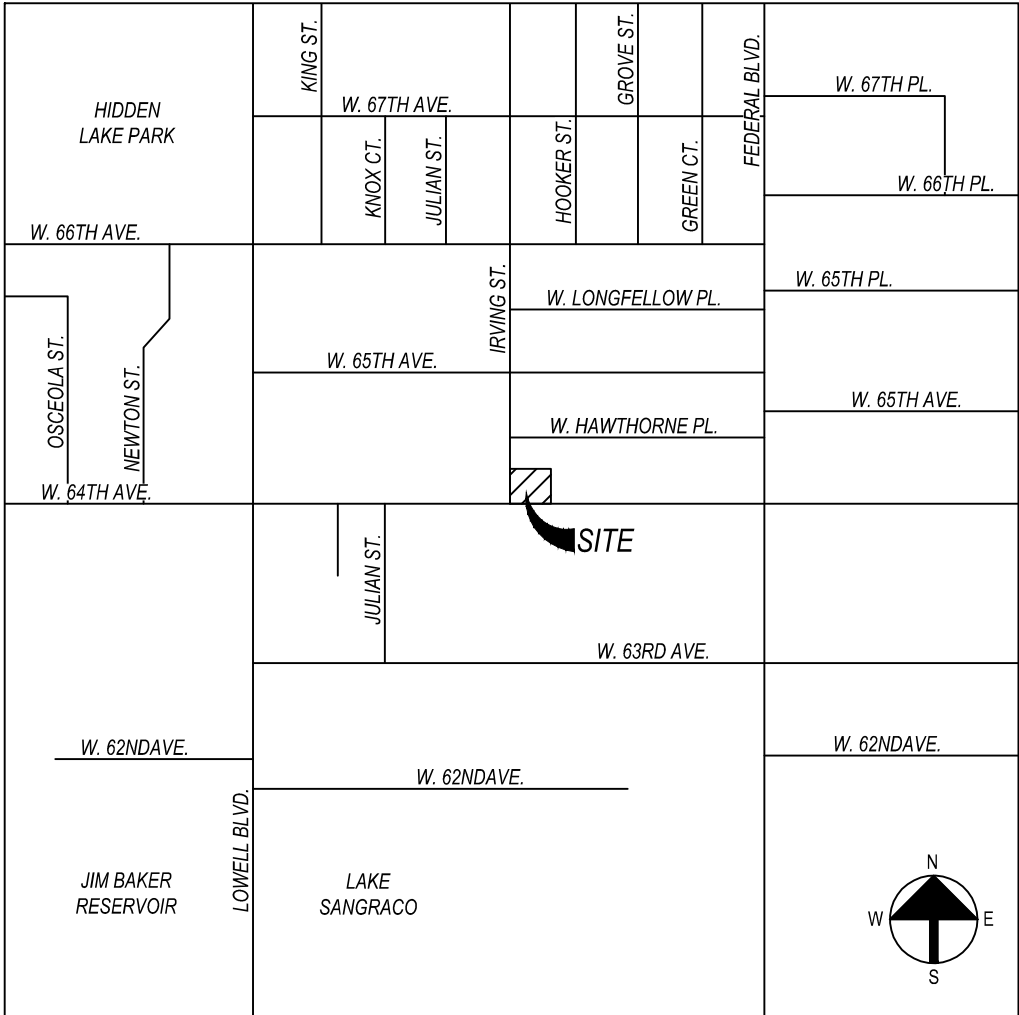 KING ST.
GROVE ST.
FEDERAL BLVD.
W. 67TH PL.
HIDDEN
LAKE PARK
W. 67TH AVE.
KNOX CT.
JULIAN ST.
HOOKER ST.
GREEN CT.
W. 66TH PL.
W. 66TH AVE.
W. 65TH PL.
IRVING ST.
W. LONGFELLOW PL.
OSCEOLA ST.
NEWTON ST.
W. 65TH AVE.
W. 65TH AVE.
W. HAWTHORNE PL.
W. 64TH AVE.
SITE
JULIAN ST.
W. 63RD AVE.
W. 62NDAVE.
W. 62NDAVE.
W. 62NDAVE.
LOWELL BLVD.
JIM BAKER
RESERVOIR
LAKE
SANGRACO
N
W
E
S